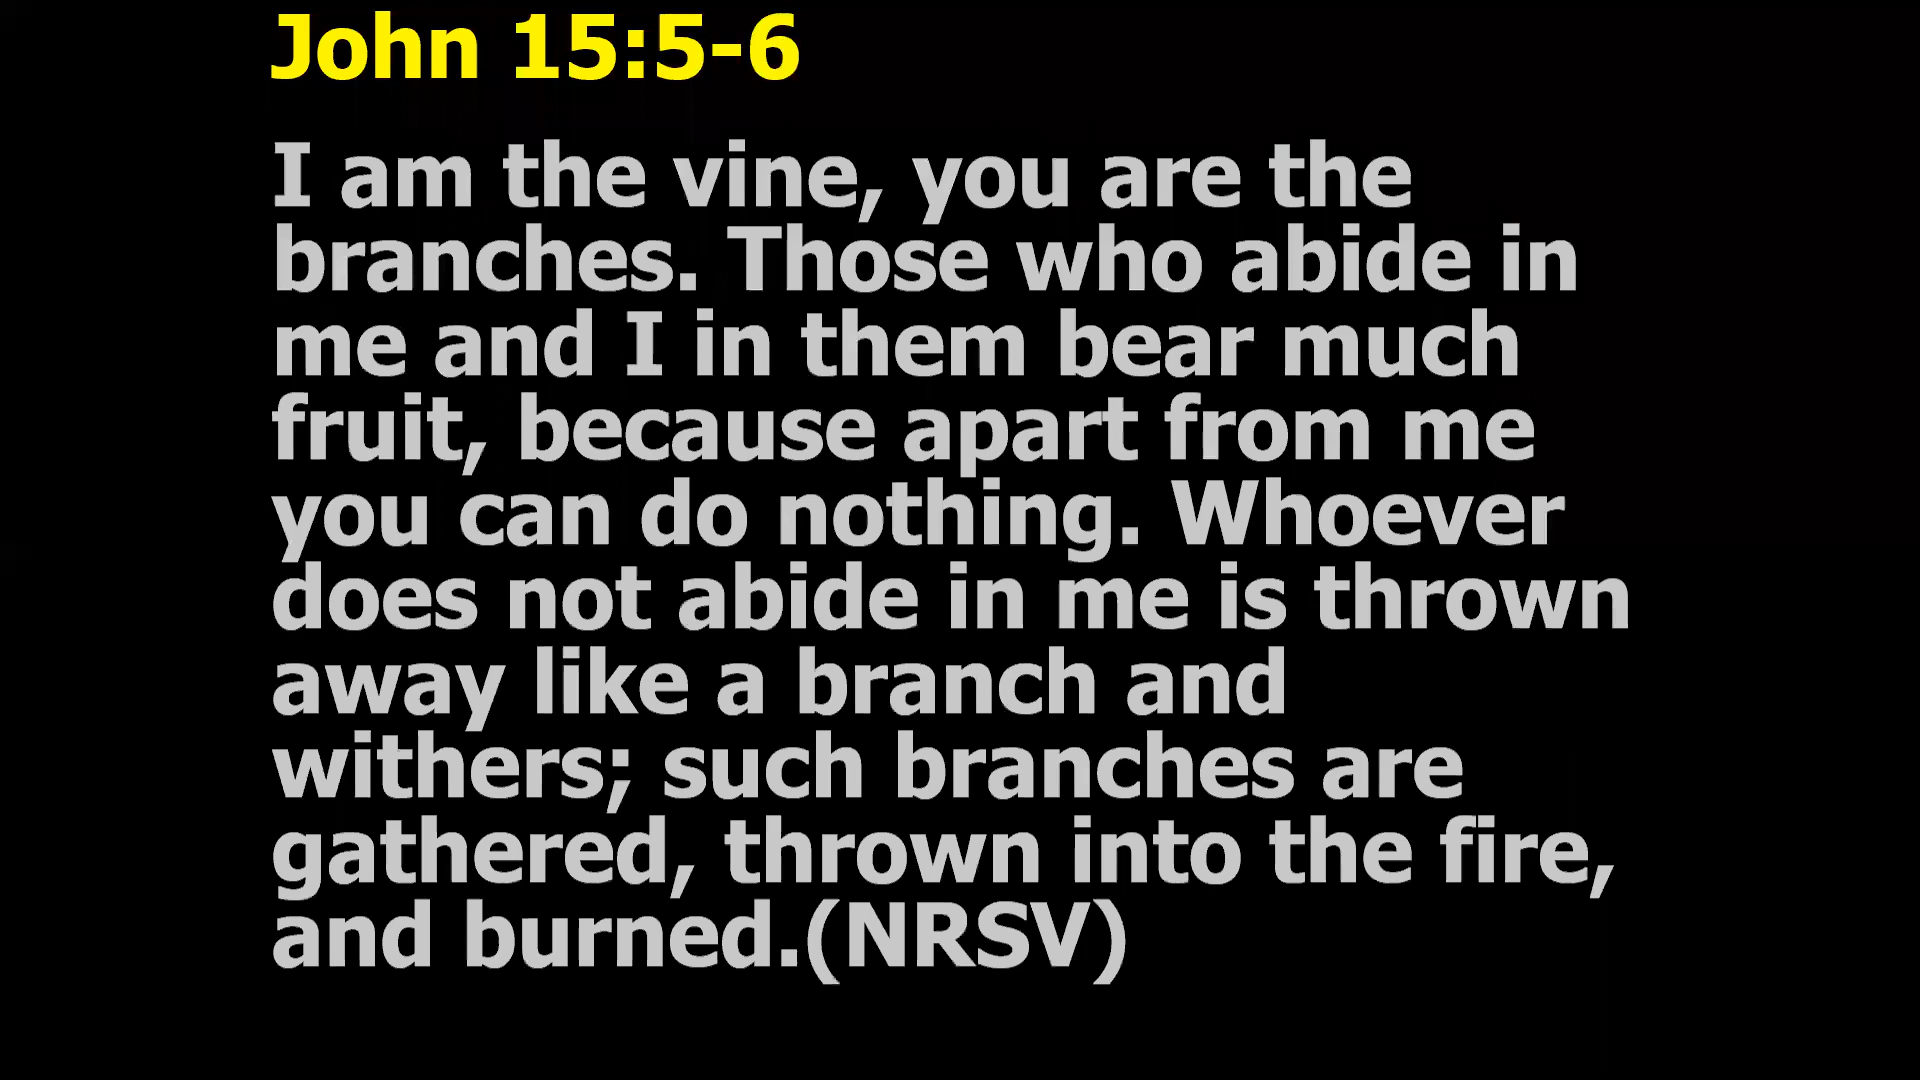 John 15:5-6
I am the vine, you are the
branches. Those who abide in
me and I in them bear much
fruit, because apart from me
you can do nothing. Whoever
does not abide in me is thrown
away like a branch and
withers; such branches are
gathered, thrown into the fire,
and burned.(NRSV)